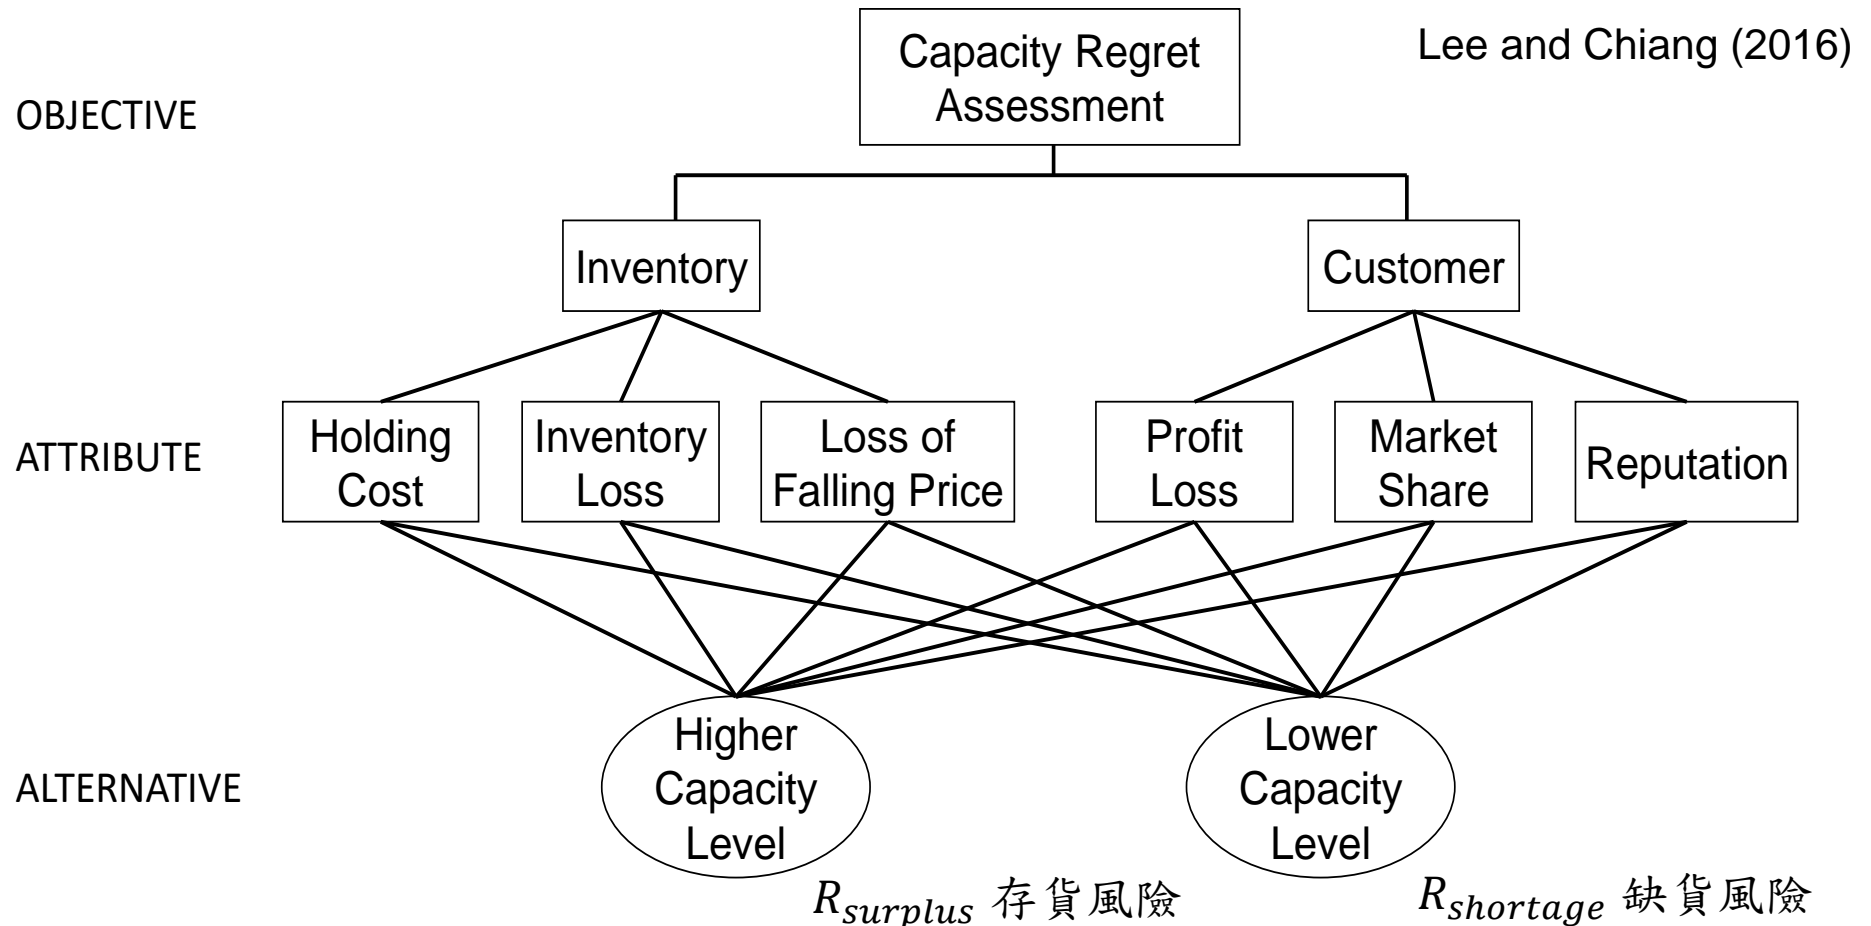 Capacity Regret
Assessment
Lee and Chiang (2016)
OBJECTIVE
Inventory
Customer
ATTRIBUTE
Holding
Cost
Inventory
Loss
Loss of
Falling Price
Profit
Loss
Market
Share
Reputation
ALTERNATIVE
Higher
Capacity
Level
Lower
Capacity
Level
R_surplus 存貨風險
R_shortage 缺貨風險